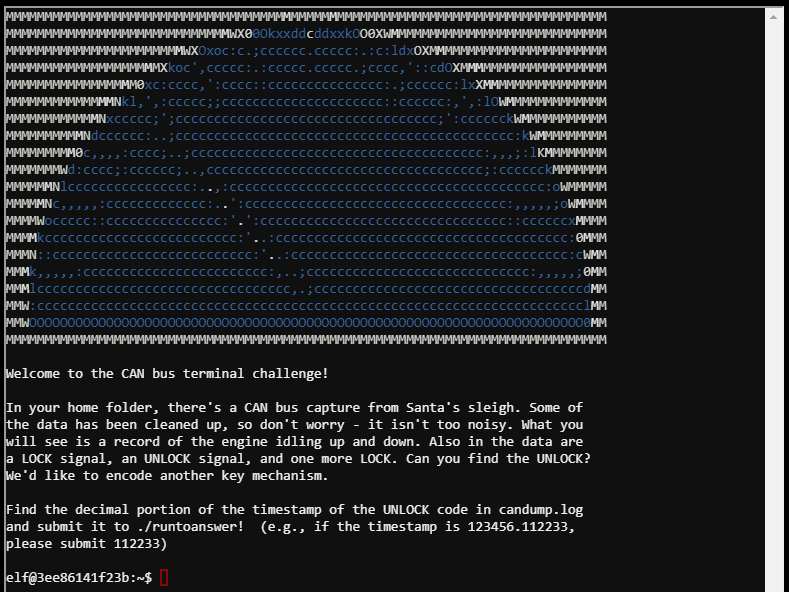 Welcome to the CAN bus terminal challenge!
In your home folder, there's a CAN bus capture from Santa's sleigh. Some of
the data has been cleaned up, so don't worry - it isn't too noisy. What you
will see is a record of the engine idling up and down. Also in the data are
a LOCK signal, an UNLOCK signal, and one more LOCK. Can you find the UNLOCK?
We'd like to encode another key mechanism.
Find the decimal portion of the timestamp of the UNLOCK code in candump.log
and submit it to ./runtoanswer!  (e.g., if the timestamp is 123456.112233,
please submit 112233)
elf@3ee86141f23b:~$